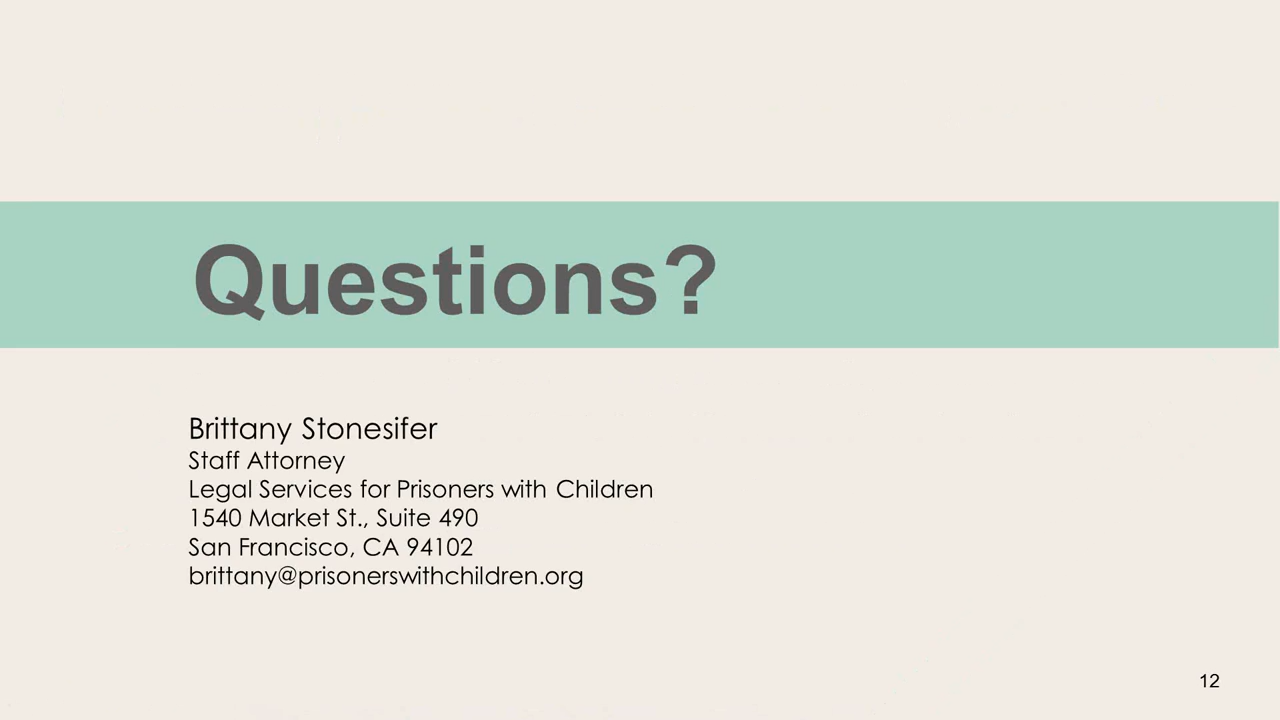 Questions?
Brittany Stonesifer
Staff Attorney
Legal Services for Prisoners with Children
1540 Market St., Suite 490
San Francisco, CA 94102
brittany@prisonerswithchildren.org
12